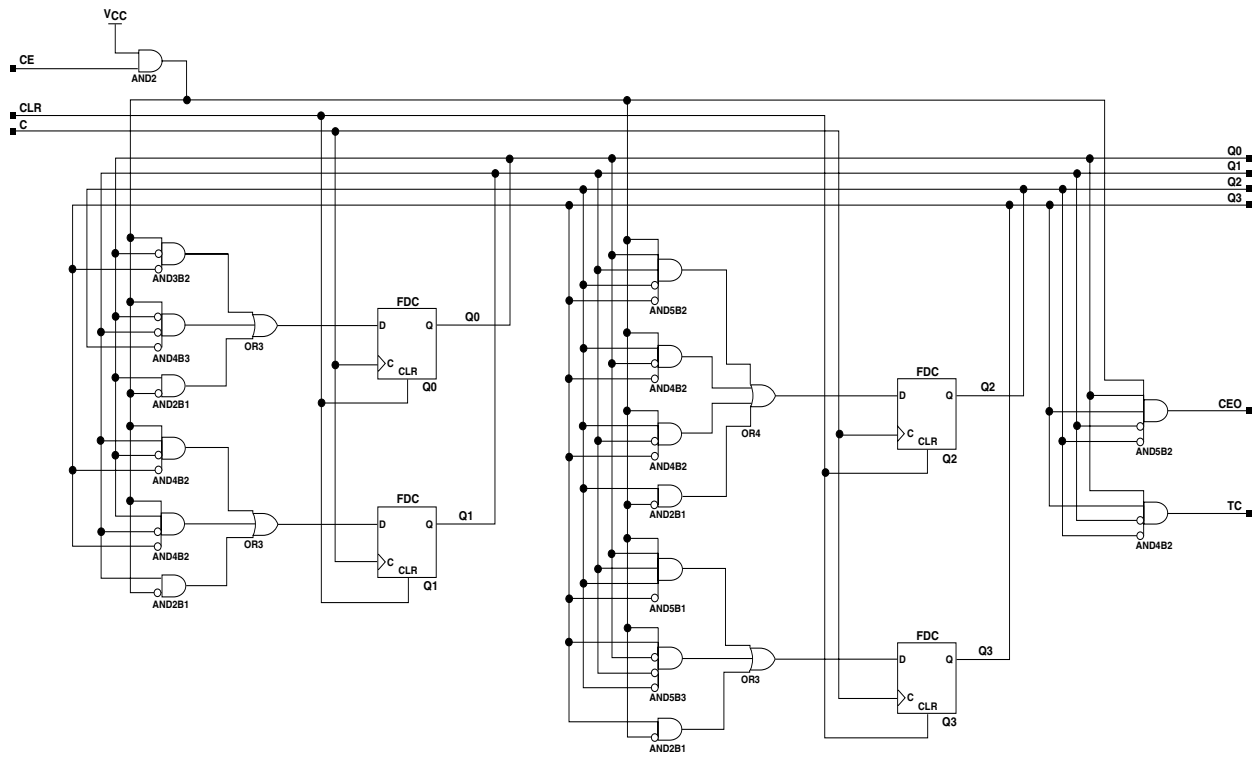 VCC
CE
AND2
CLR
C
Q0
Q1
Q2
Q3
AND3B2
AND4B3
OR3
AND2B1
FDC
D
Q
C
CLR
Q0
Q0
AND4B2
AND4B2
OR3
AND2B1
FDC
D
Q
C
CLR
Q1
Q1
AND5B2
AND4B2
AND4B2
OR4
AND2B1
FDC
D
Q
C
CLR
Q2
Q2
AND5B1
AND5B3
OR3
AND2B1
FDC
D
Q
C
CLR
Q3
Q3
CEO
AND5B2
TC
AND4B2